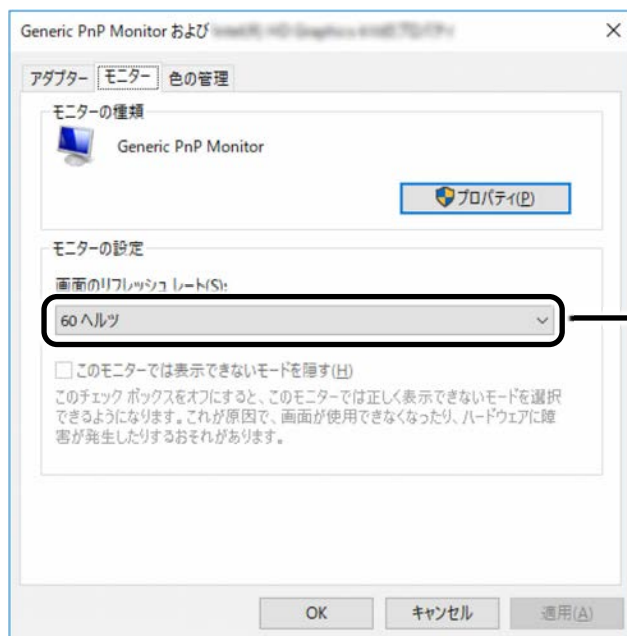 Generic PnP Monitor および
アダプター モニター 色の管理
モニターの種類
Generic PnP Monitor
プロパティ(P)
モニターの設定
画面のリフレッシュ レート(S):
60 ヘルツ
このモニターでは表示できないモードを隠す(H)
このチェック ボックスをオフにすると、このモニターでは正しく表示できないモードを選択
できるようになります。これが原因で、画面が使用できなくなったり、ハードウェアに障
害が発生したりするおそれがあります。
OK キャンセル 適用(A)